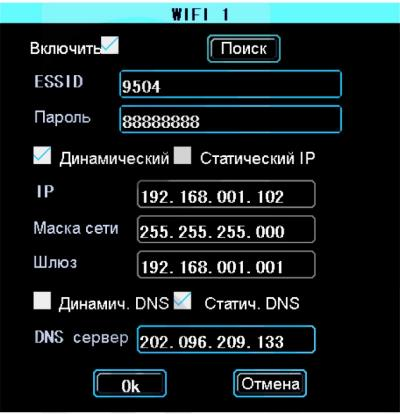 WIFI 1
Включить Поиск
ESSID 9504
Пароль 88888888
Динамический Статический IP
IP 192.168.001.102
Маска сети 255.255.255.000
Шлюз 192.168.001.001
Динамич. DNS Статич. DNS
DNS сервер 202.096.209.133
Ok Отмена